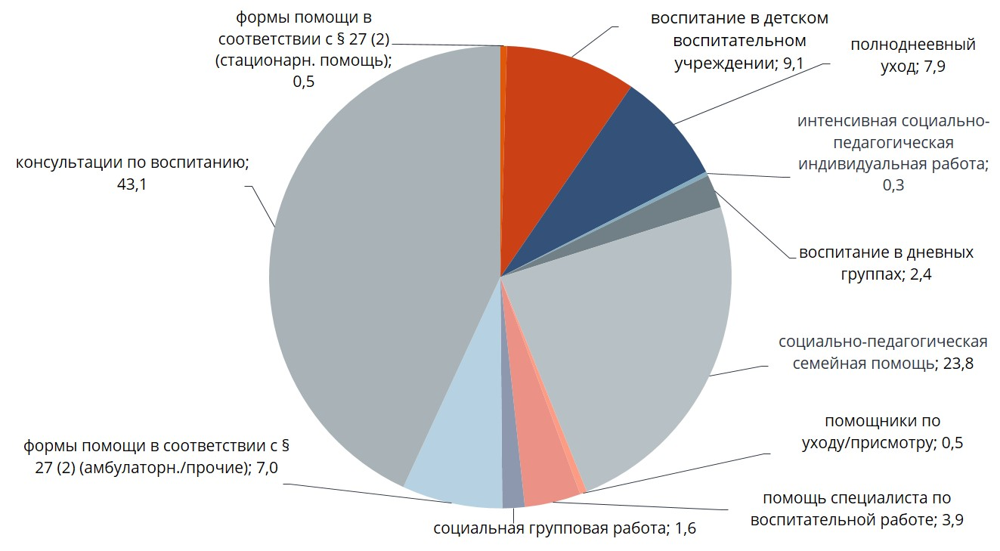 формы помощи в
соответствии с § 27 (2)
(стационарн. помощь);
0,5
воспитание в детском
воспитательном
учреждении; 9,1
полноднеевный
уход; 7,9
интенсивная социально-
педагогическая
индивидуальная работа;
0,3
консультации по воспитанию;
43,1
воспитание в дневных
группах; 2,4
социально-педагогическая
семейная помощь; 23,8
помощники по
уходу/присмотру; 0,5
формы помощи в соответствии с §
27 (2) (амбулаторн./прочие); 7,0
помощь специалиста по
воспитательной работе; 3,9
социальная групповая работа; 1,6